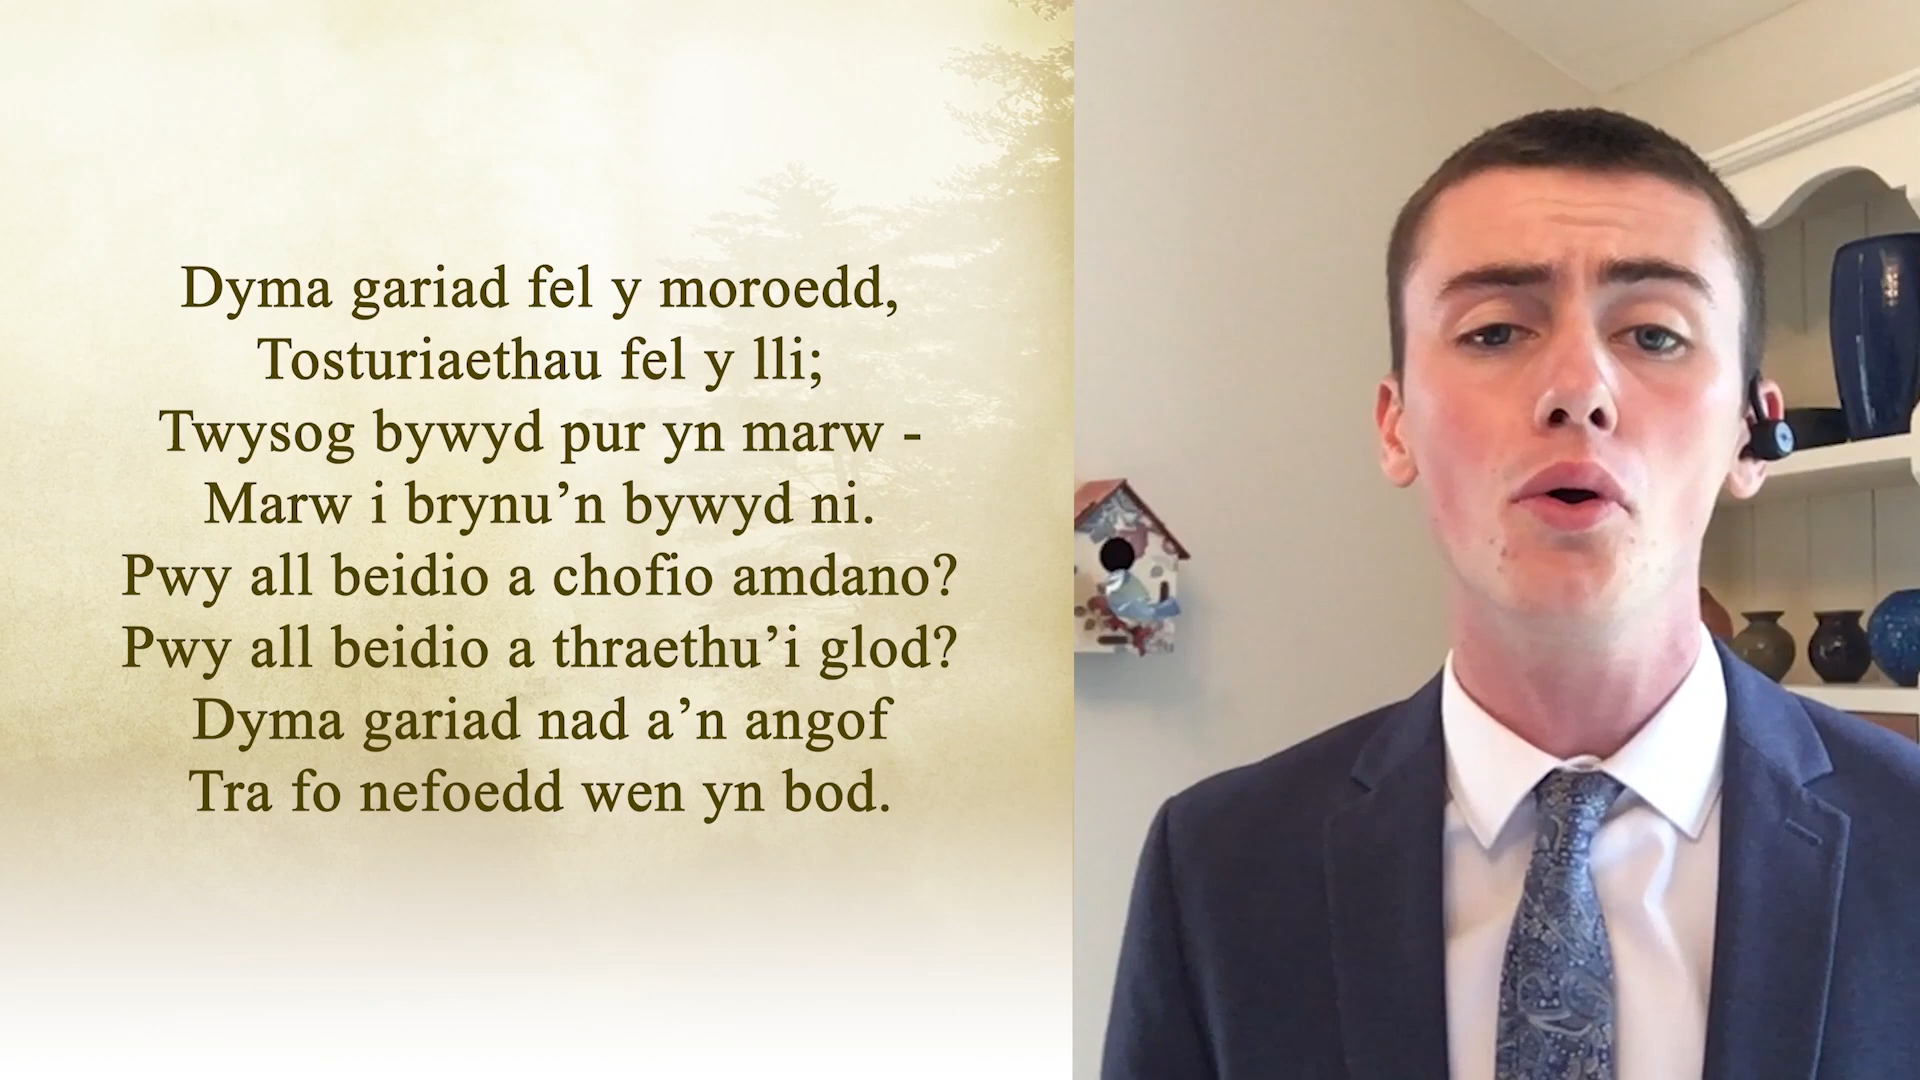 Dyma gariad fel y moroedd,
Tosturiaethau fel y lli;
Twysog bywyd pur yn marw -
Marw i brynu’n bywyd ni.
Pwy all beidio a chofio amdano?
Pwy all beidio a thraethu’i glod?
Dyma gariad nad a’n angof
Tra fo nefoedd wen yn bod.